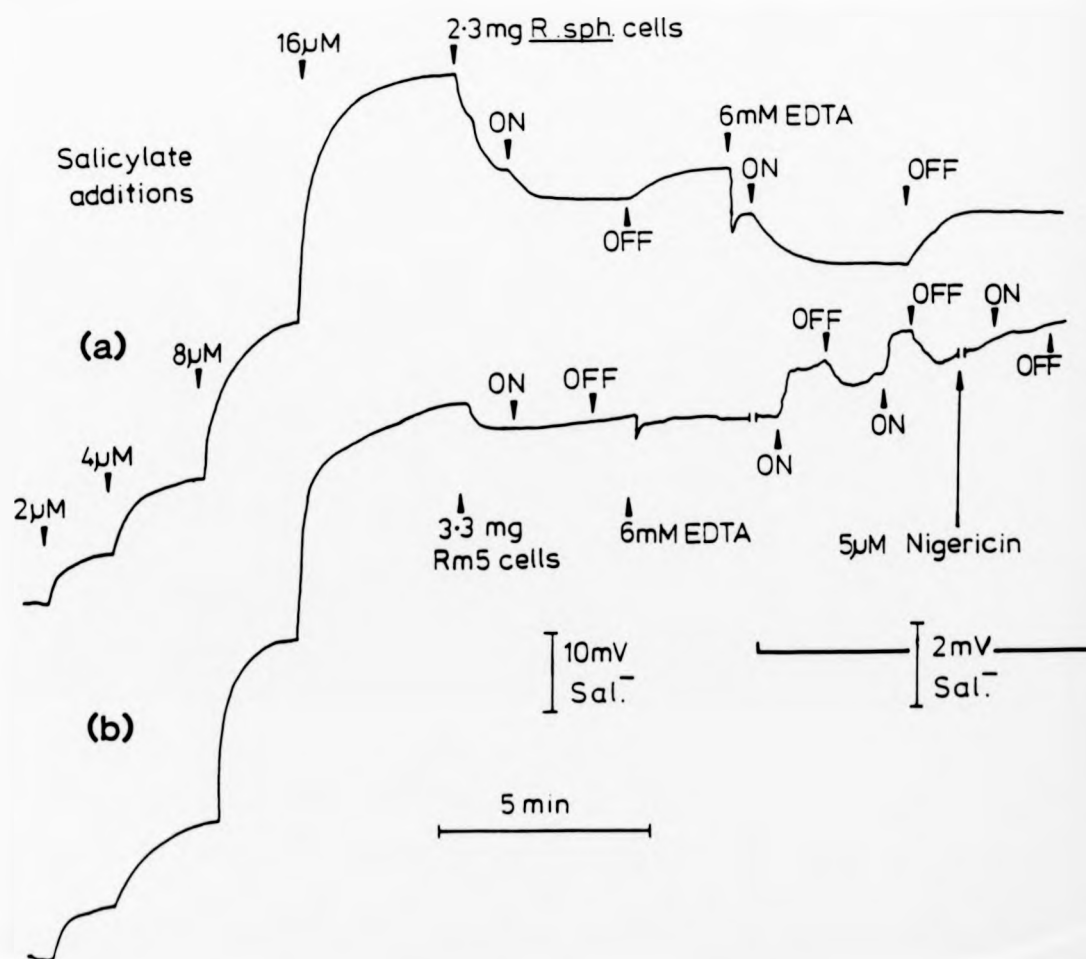 16µM
2·3mg R.sph. cells
ON
6mM EDTA
ON
OFF
Salicylate
additions
OFF
(a)
8µM
OFF
OFF
ON
ON
OFF
OFF
4µM
ON
ON
2µM
3·3 mg
Rm5 cells
6mM EDTA
5µM Nigericin
10mV
Sal.⁻
2mV
Sal.⁻
(b)
5 min